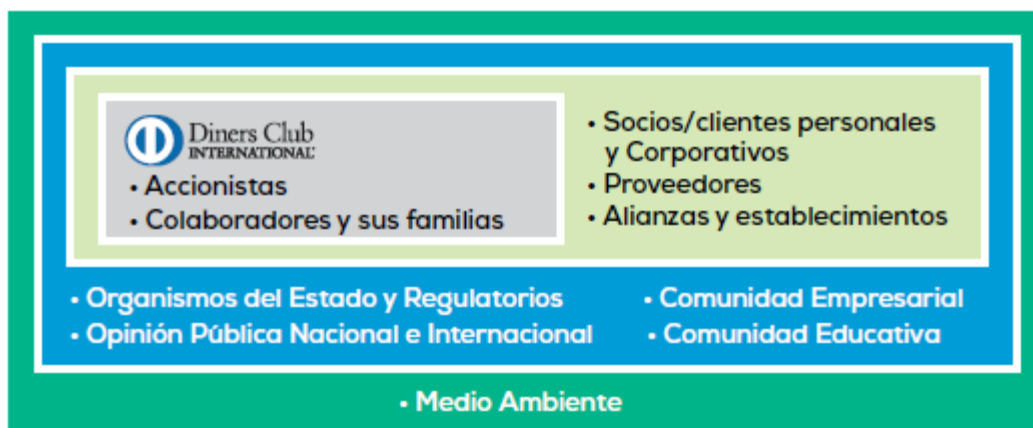 Diners Club
INTERNATIONAL
• Accionistas
• Colaboradores y sus familias
• Socios/clientes personales
y Corporativos
• Proveedores
• Alianzas y establecimientos
• Organismos del Estado y Regulatorios
• Opinión Pública Nacional e Internacional
• Comunidad Empresarial
• Comunidad Educativa
• Medio Ambiente